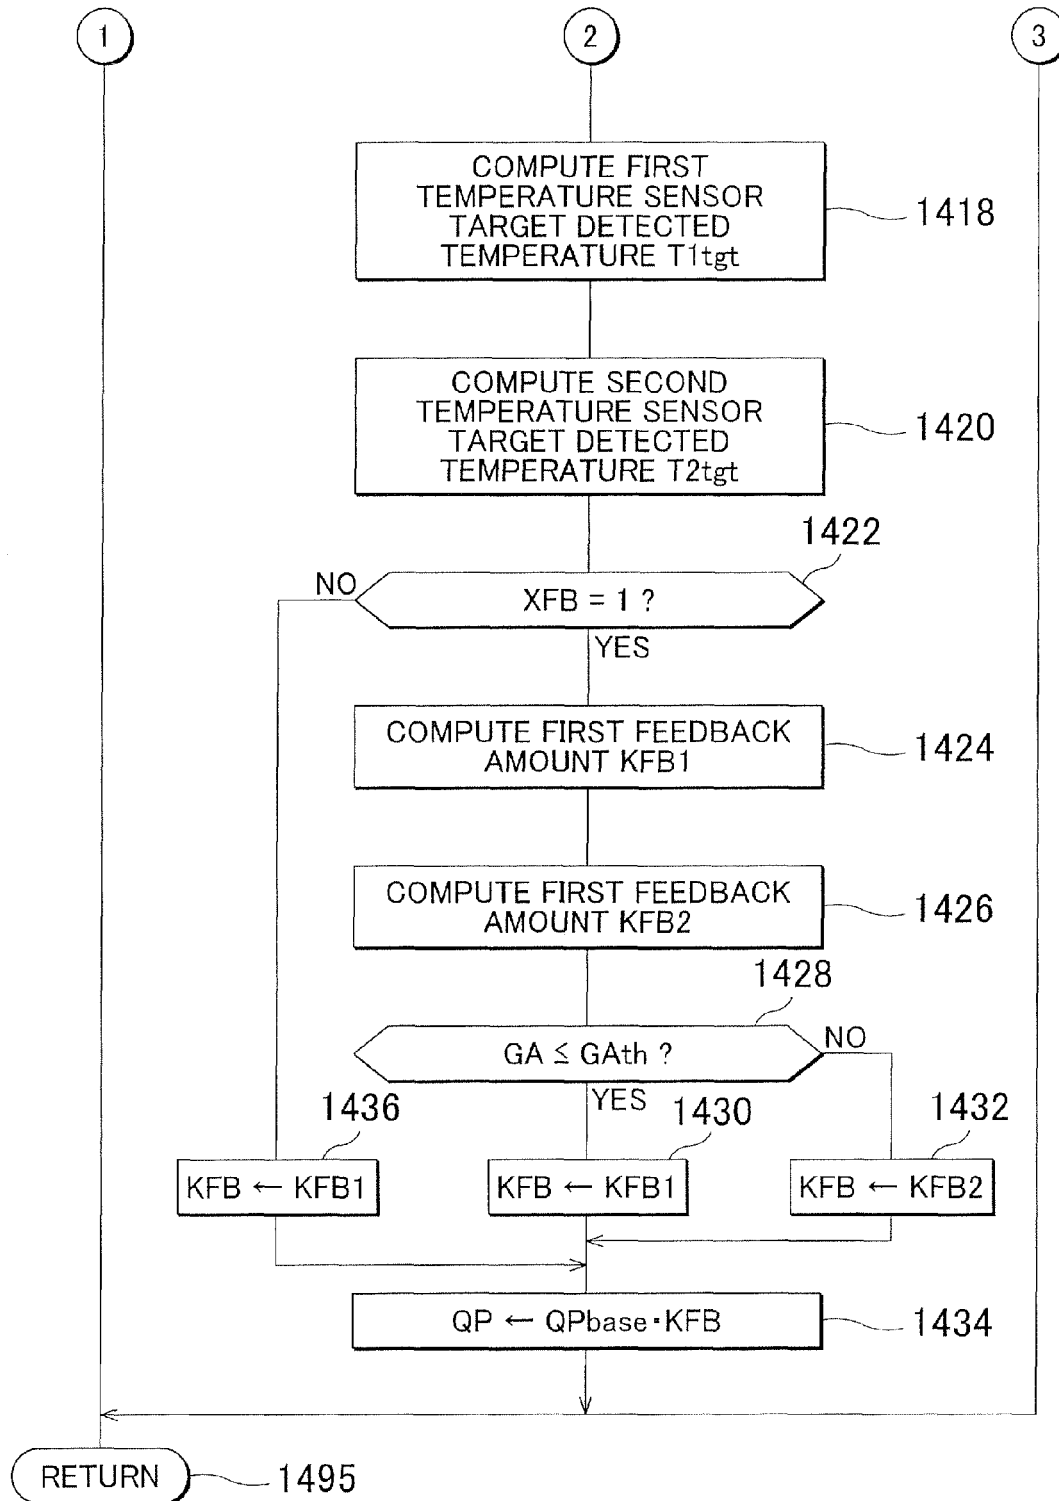 1
2
3
COMPUTE FIRST
TEMPERATURE SENSOR
TARGET DETECTED
TEMPERATURE T1tgt
1418
COMPUTE SECOND
TEMPERATURE SENSOR
TARGET DETECTED
TEMPERATURE T2tgt
1420
1422
NO
XFB = 1 ?
YES
COMPUTE FIRST FEEDBACK
AMOUNT KFB1
1424
COMPUTE FIRST FEEDBACK
AMOUNT KFB2
1426
1428
GA ≤ GAth ?
NO
YES
1436
1430
1432
KFB ← KFB1
KFB ← KFB1
KFB ← KFB2
QP ← QPbase・KFB
1434
RETURN
1495